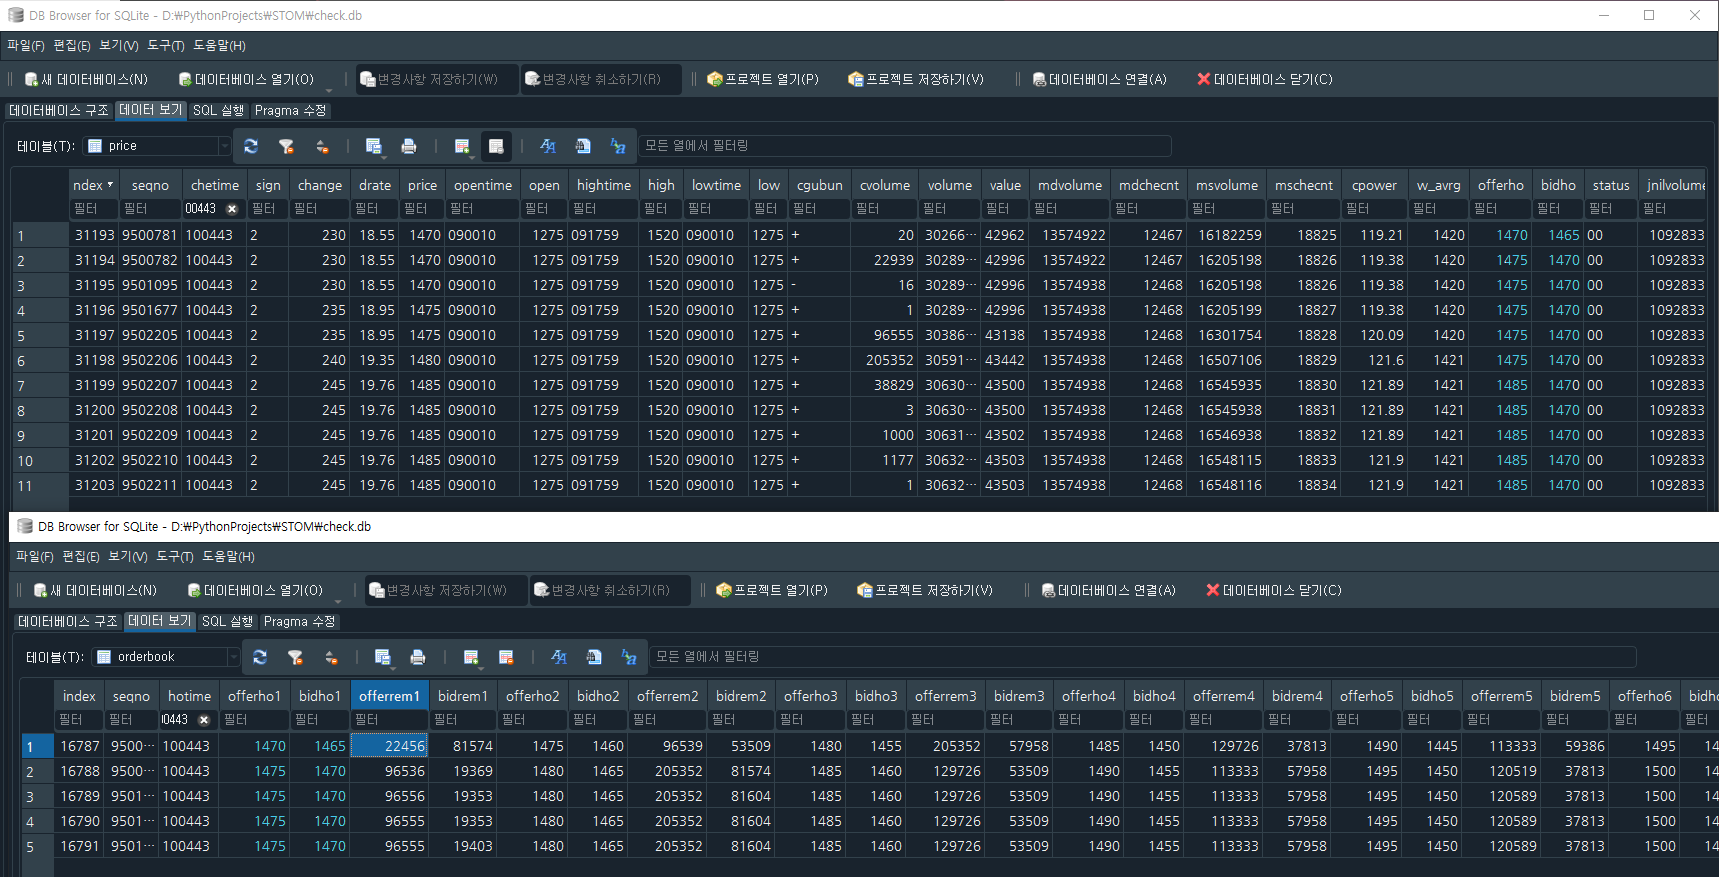 DB Browser for SQLite - D:₩PythonProjects₩STOM₩check.db
파일(F) 편집(E) 보기(V) 도구(T) 도움말(H)
새 데이터베이스(N) 데이터베이스 열기(O) 변경사항 저장하기(W) 변경사항 취소하기(R) 프로젝트 열기(P) 프로젝트 저장하기(V) 데이터베이스 연결(A) 데이터베이스 닫기(C)
데이터베이스 구조 데이터 보기 SQL 실행 Pragma 수정
테이블(T): price 모든 열에서 필터링
ndex seqno chetime sign change drate price opentime open hightime high lowtime low cgubun cvolume volume value mdvolume mdchecnt msvolume mschecnt cpower w_avrg offerho bidho status jnilvolume
필터 필터 00443 필터 필터 필터 필터 필터 필터 필터 필터 필터 필터 필터 필터 필터 필터 필터 필터 필터 필터 필터 필터 필터 필터 필터 필터
1 31193 9500781 100443 2 230 18.55 1470 090010 1275 091759 1520 090010 1275 + 20 30266··· 42962 13574922 12467 16182259 18825 119.21 1420 1470 1465 00 1092833
2 31194 9500782 100443 2 230 18.55 1470 090010 1275 091759 1520 090010 1275 + 22939 30289··· 42996 13574922 12467 16205198 18826 119.38 1420 1475 1470 00 1092833
3 31195 9501095 100443 2 230 18.55 1470 090010 1275 091759 1520 090010 1275 - 16 30289··· 42996 13574938 12468 16205198 18826 119.38 1420 1475 1470 00 1092833
4 31196 9501677 100443 2 235 18.95 1475 090010 1275 091759 1520 090010 1275 + 1 30289··· 42996 13574938 12468 16205199 18827 119.38 1420 1475 1470 00 1092833
5 31197 9502205 100443 2 235 18.95 1475 090010 1275 091759 1520 090010 1275 + 96555 30386··· 43138 13574938 12468 16301754 18828 120.09 1420 1475 1470 00 1092833
6 31198 9502206 100443 2 240 19.35 1480 090010 1275 091759 1520 090010 1275 + 205352 30591··· 43442 13574938 12468 16507106 18829 121.6 1421 1475 1470 00 1092833
7 31199 9502207 100443 2 245 19.76 1485 090010 1275 091759 1520 090010 1275 + 38829 30630··· 43500 13574938 12468 16545935 18830 121.89 1421 1485 1470 00 1092833
8 31200 9502208 100443 2 245 19.76 1485 090010 1275 091759 1520 090010 1275 + 3 30630··· 43500 13574938 12468 16545938 18831 121.89 1421 1485 1470 00 1092833
9 31201 9502209 100443 2 245 19.76 1485 090010 1275 091759 1520 090010 1275 + 1000 30631··· 43502 13574938 12468 16546938 18832 121.89 1421 1485 1470 00 1092833
10 31202 9502210 100443 2 245 19.76 1485 090010 1275 091759 1520 090010 1275 + 1177 30632··· 43503 13574938 12468 16548115 18833 121.9 1421 1485 1470 00 1092833
11 31203 9502211 100443 2 245 19.76 1485 090010 1275 091759 1520 090010 1275 + 1 30632··· 43503 13574938 12468 16548116 18834 121.9 1421 1485 1470 00 1092833
DB Browser for SQLite - D:₩PythonProjects₩STOM₩check.db
파일(F) 편집(E) 보기(V) 도구(T) 도움말(H)
새 데이터베이스(N) 데이터베이스 열기(O) 변경사항 저장하기(W) 변경사항 취소하기(R) 프로젝트 열기(P) 프로젝트 저장하기(V) 데이터베이스 연결(A) 데이터베이스 닫기(C)
데이터베이스 구조 데이터 보기 SQL 실행 Pragma 수정
테이블(T): orderbook 모든 열에서 필터링
index seqno hotime offerho1 bidho1 offerrem1 bidrem1 offerho2 bidho2 offerrem2 bidrem2 offerho3 bidho3 offerrem3 bidrem3 offerho4 bidho4 offerrem4 bidrem4 offerho5 bidho5 offerrem5 bidrem5 offerho6 bidho
필터 필터 00443 필터 필터 필터 필터 필터 필터 필터 필터 필터 필터 필터 필터 필터 필터 필터 필터 필터 필터 필터 필터 필터 필터
1 16787 9500··· 100443 1470 1465 22456 81574 1475 1460 96539 53509 1480 1455 205352 57958 1485 1450 129726 37813 1490 1445 113333 59386 1495 14
2 16788 9500··· 100443 1475 1470 96536 19369 1480 1465 205352 81574 1485 1460 129726 53509 1490 1455 113333 57958 1495 1450 120519 37813 1500 14
3 16789 9501··· 100443 1475 1470 96556 19353 1480 1465 205352 81604 1485 1460 129726 53509 1490 1455 113333 57958 1495 1450 120589 37813 1500 14
4 16790 9501··· 100443 1475 1470 96555 19353 1480 1465 205352 81604 1485 1460 129726 53509 1490 1455 113333 57958 1495 1450 120589 37813 1500 14
5 16791 9501··· 100443 1475 1470 96555 19403 1480 1465 205352 81604 1485 1460 129726 53509 1490 1455 113333 57958 1495 1450 120589 37813 1500 14